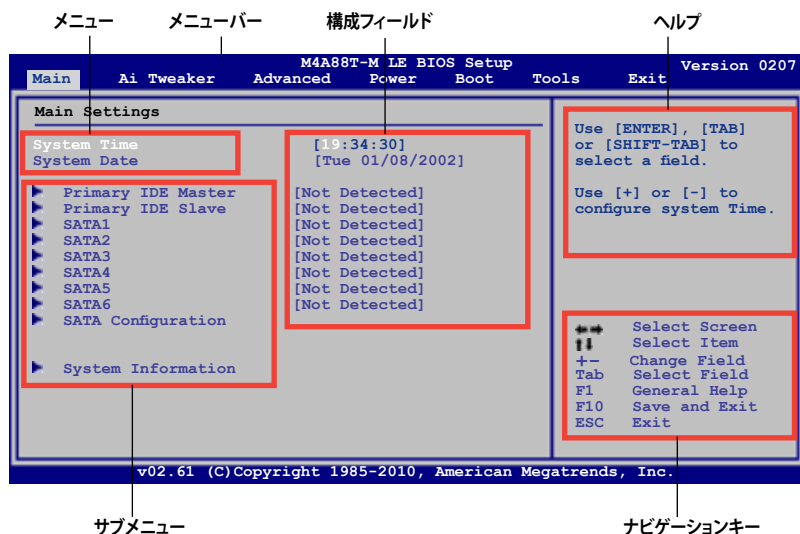 メニュー メニューバー 構成フィールド ヘルプ
M4A88T-M LE BIOS Setup Version 0207
Main Ai Tweaker Advanced Power Boot Tools Exit
Main Settings
System Time [19:34:30]
System Date [Tue 01/08/2002]
Primary IDE Master [Not Detected]
Primary IDE Slave [Not Detected]
SATA1 [Not Detected]
SATA2 [Not Detected]
SATA3 [Not Detected]
SATA4 [Not Detected]
SATA5 [Not Detected]
SATA6 [Not Detected]
SATA Configuration
System Information
Use [ENTER], [TAB]
or [SHIFT-TAB] to
select a field.
Use [+] or [-] to
configure system Time.
←→ Select Screen
↑↓ Select Item
+- Change Field
Tab Select Field
F1 General Help
F10 Save and Exit
ESC Exit
v02.61 (C)Copyright 1985-2010, American Megatrends, Inc.
サブメニュー ナビゲーションキー